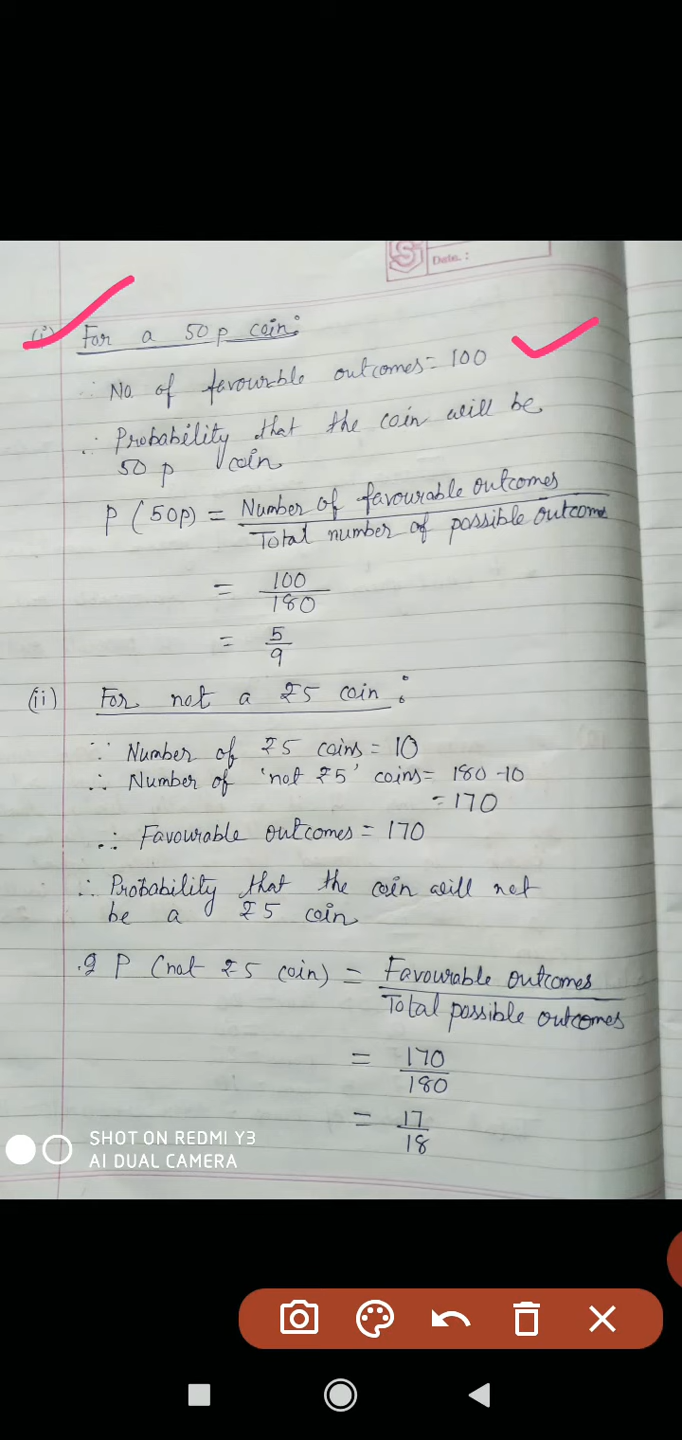 Date. :
(i) For a 50 p coin:
∵ No. of favourable outcomes = 100
∴ Probability that the coin will be
50 p coin
P (50p) = Number of favourable outcomes
Total number of possible outcome
= 100
180
= 5
9
(ii) For not a ₹5 coin :
∵ Number of ₹5 coins = 10
∴ Number of 'not ₹5' coins = 180 - 10
= 170
∴ Favourable outcomes = 170
∴ Probability that the coin will not
be a ₹5 coin
P (not ₹5 coin) = Favourable outcomes
Total possible outcomes
= 170
180
= 17
18
SHOT ON REDMI Y3
AI DUAL CAMERA